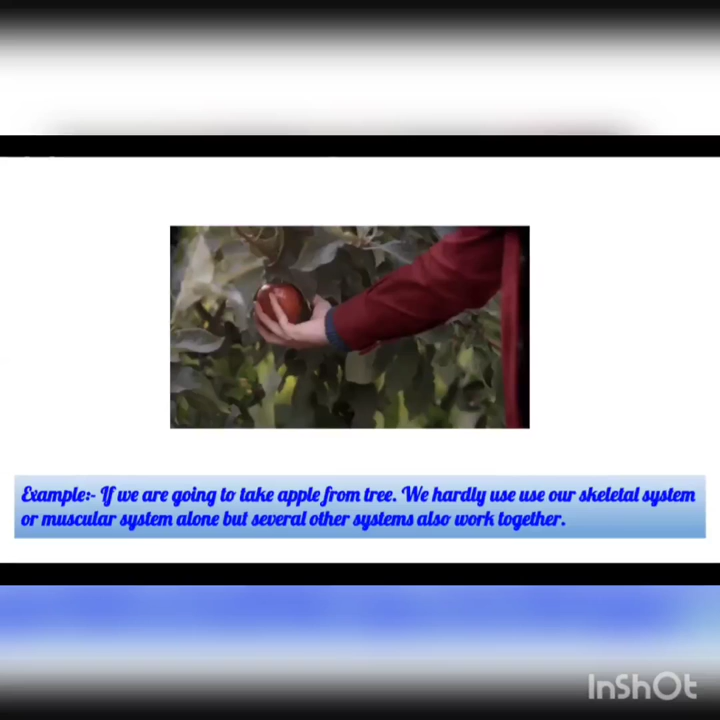 Example:- If we are going to take apple from tree. We hardly use use our skeletal system
or muscular system alone but several other systems also work together.
InShOt